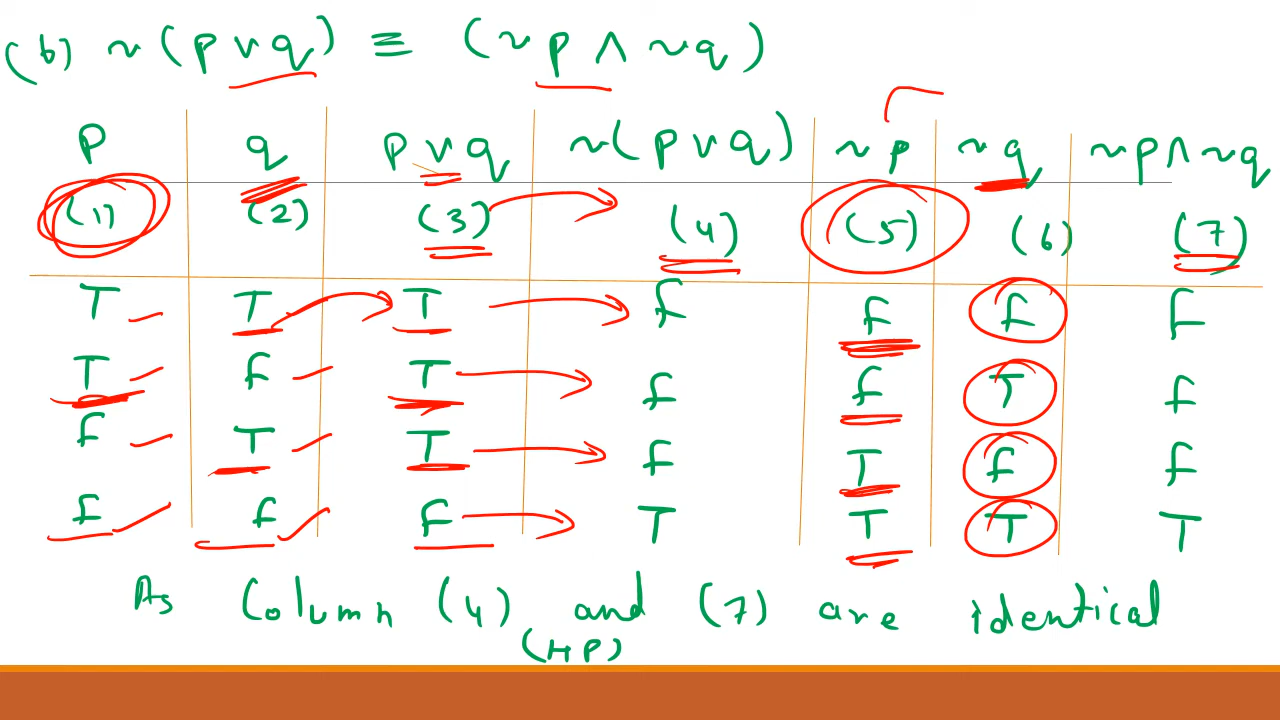 (b) ~(p∨q) ≡ (~p∧~q)
p q p∨q ~(p∨q) ~p ~q ~p∧~q
(1) (2) (3) (4) (5) (6) (7)
T T T F F F F
T F T F F T F
F T T F T F F
F F F T T T T
As Column (4) and (7) are identical
(HP)